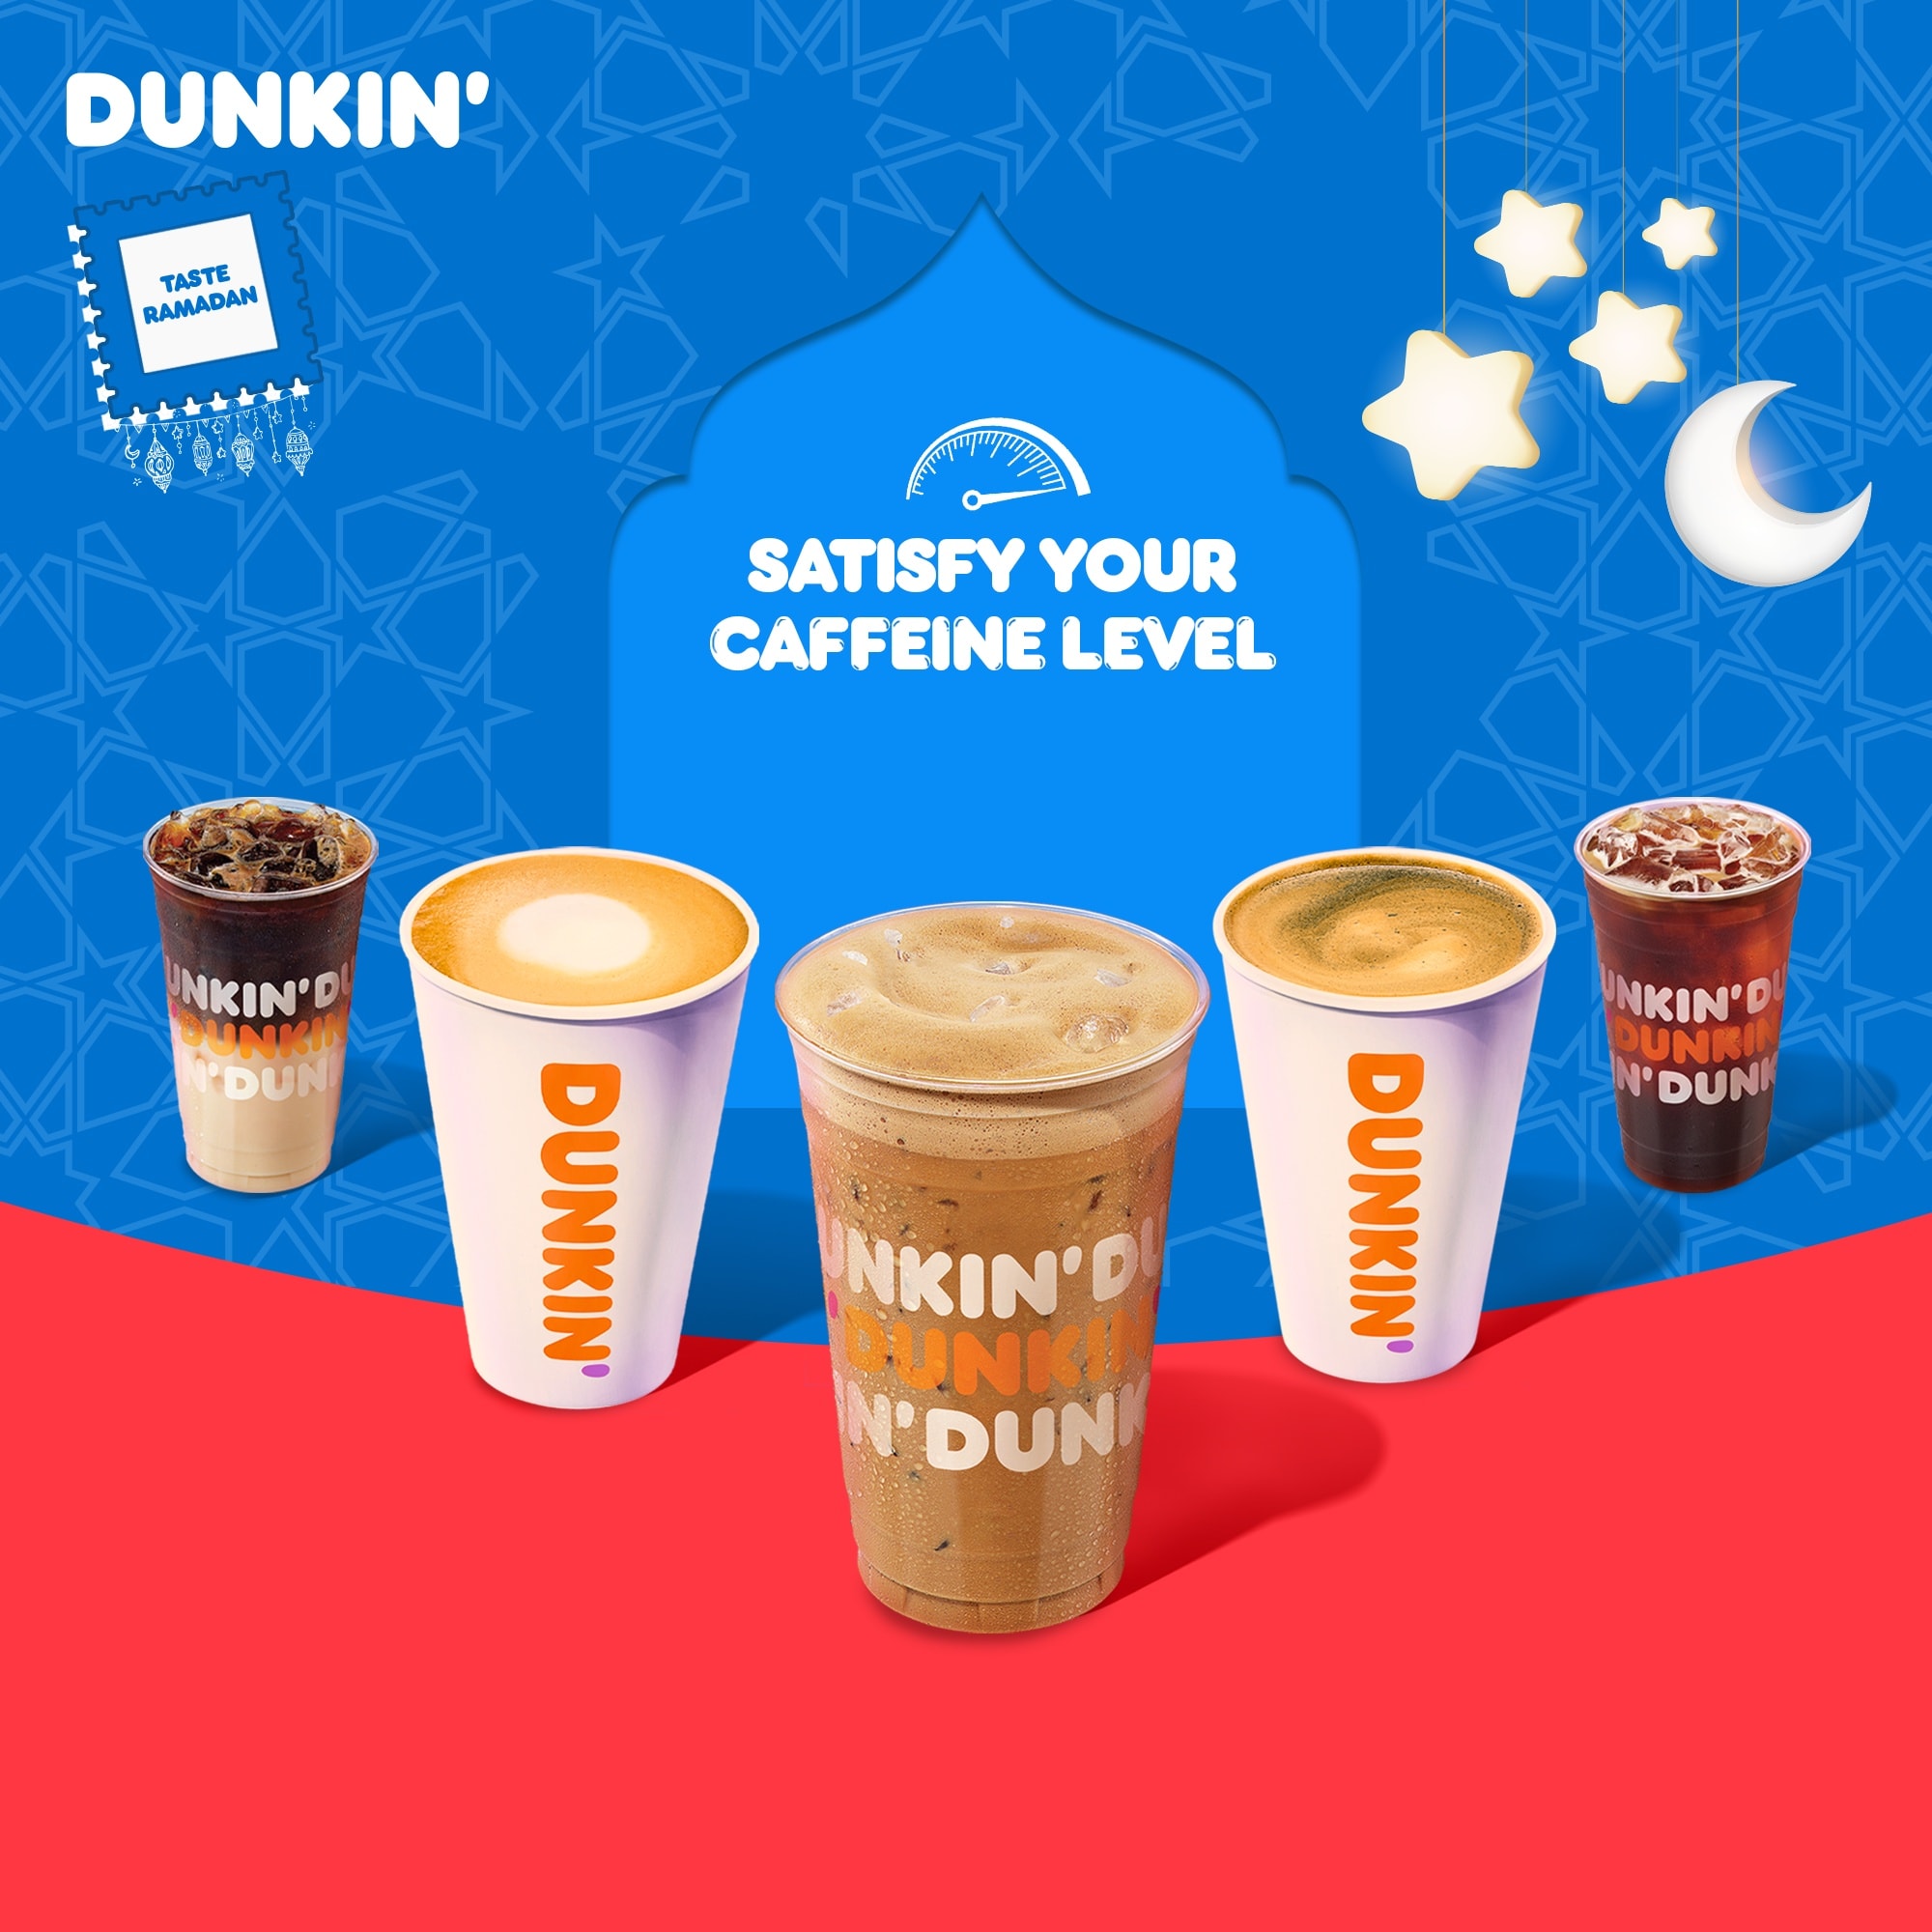 DUNKIN'
TASTE
RAMADAN
SATISFY YOUR
CAFFEINE LEVEL
UNKIN' DU
'DUNKIN
N' DUN
DUNKIN'
UNKIN' DU
'DUNKIN
IN' DUNK
DUNKIN'
UNKIN' DU
DUNKIN
N' DUNK